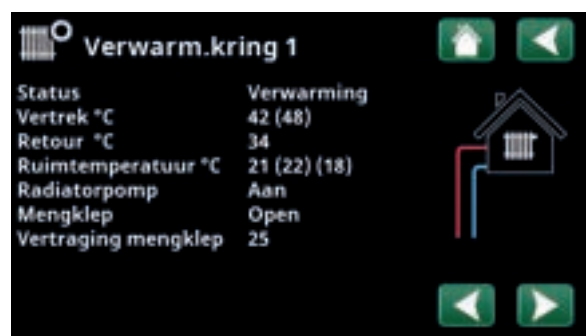 Verwarm.kring 1
Status Verwarming
Vertrek °C 42 (48)
Retour °C 34
Ruimtemperatuur °C 21 (22) (18)
Radiatorpomp Aan
Mengklep Open
Vertraging mengklep 25